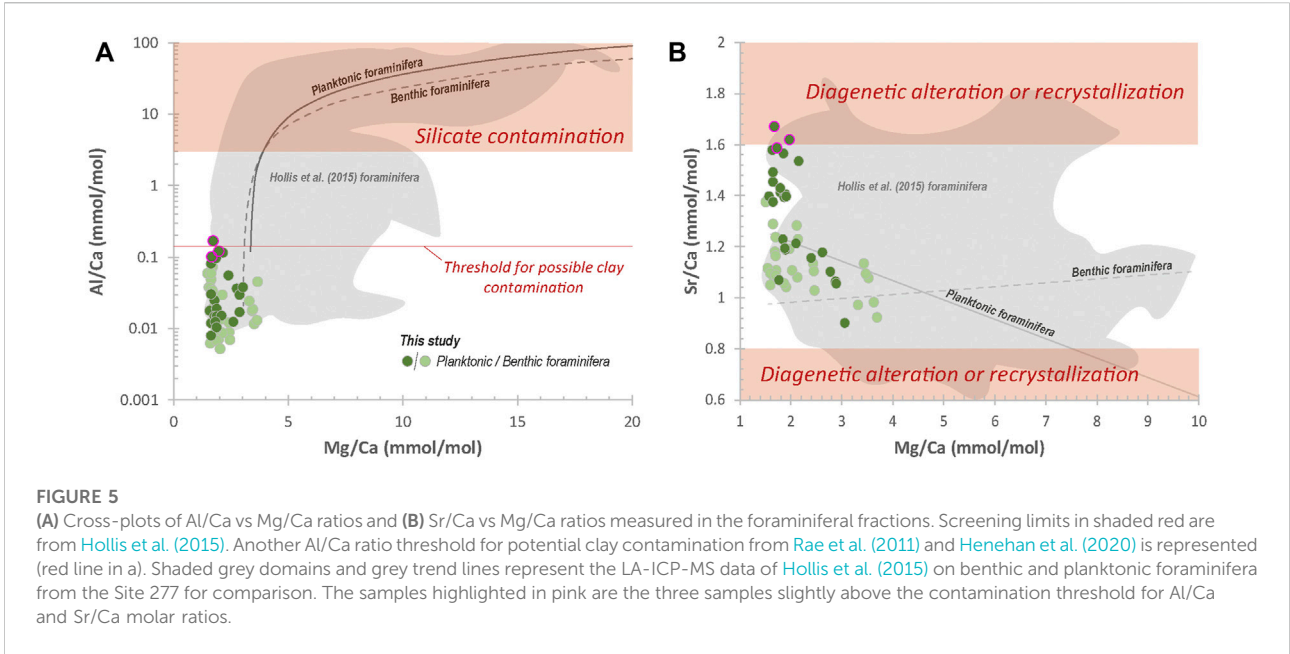 A
100
10
1
0.1
0.01
0.001
Al/Ca (mmol/mol)
0
5
10
15
20
Mg/Ca (mmol/mol)
Planktonic foraminifera
Benthic foraminifera
Silicate contamination
Hollis et al. (2015) foraminifera
Threshold for possible clay
contamination
This study
Planktonic / Benthic foraminifera
B
2
1.8
1.6
1.4
1.2
1
0.8
0.6
Sr/Ca (mmol/mol)
1
2
3
4
5
6
7
8
9
10
Mg/Ca (mmol/mol)
Diagenetic alteration or recrystallization
Hollis et al. (2015) foraminifera
Benthic foraminifera
Planktonic foraminifera
Diagenetic alteration or recrystallization
FIGURE 5
(A) Cross-plots of Al/Ca vs Mg/Ca ratios and (B) Sr/Ca vs Mg/Ca ratios measured in the foraminiferal fractions. Screening limits in shaded red are
from Hollis et al. (2015). Another Al/Ca ratio threshold for potential clay contamination from Rae et al. (2011) and Henehan et al. (2020) is represented
(red line in a). Shaded grey domains and grey trend lines represent the LA-ICP-MS data of Hollis et al. (2015) on benthic and planktonic foraminifera
from the Site 277 for comparison. The samples highlighted in pink are the three samples slightly above the contamination threshold for Al/Ca
and Sr/Ca molar ratios.